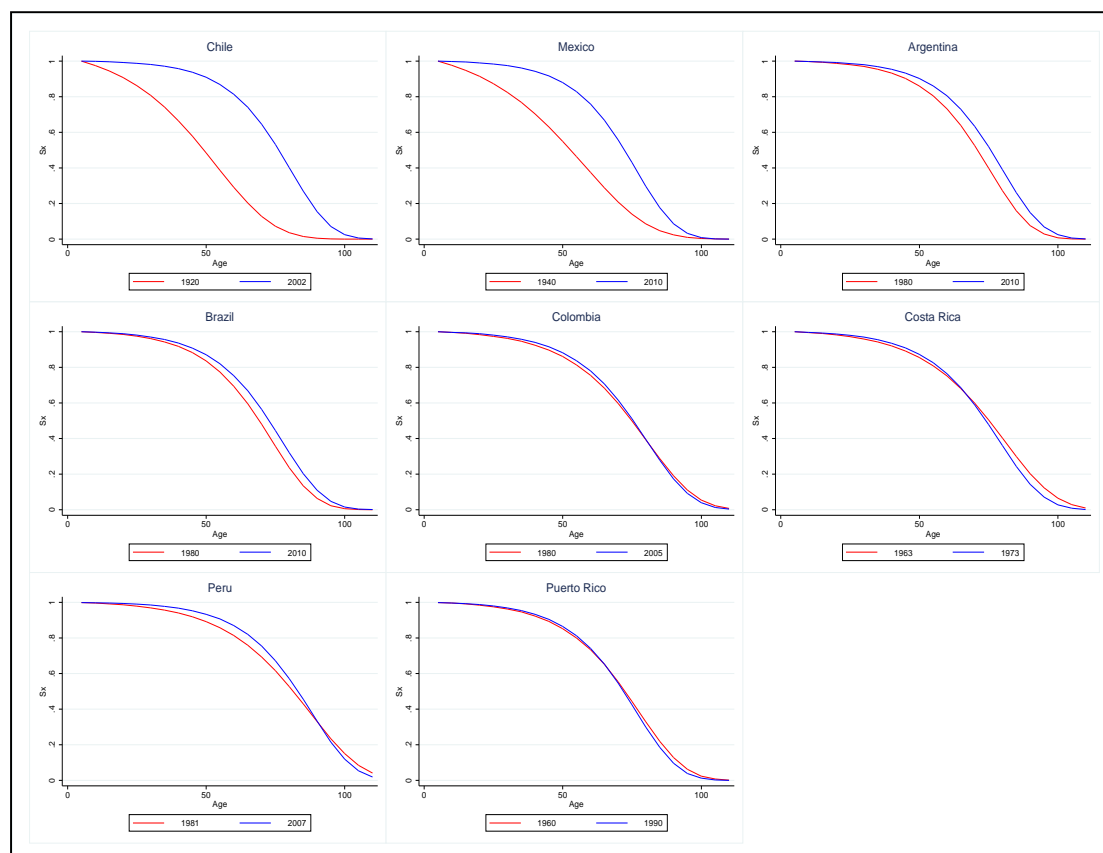 Chile
Sx
1
.8
.6
.4
.2
0
0 50 100
Age
1920 2002
Mexico
Sx
1
.8
.6
.4
.2
0
0 50 100
Age
1940 2010
Argentina
Sx
1
.8
.6
.4
.2
0
0 50 100
Age
1980 2010
Brazil
Sx
1
.8
.6
.4
.2
0
0 50 100
Age
1980 2010
Colombia
Sx
1
.8
.6
.4
.2
0
0 50 100
Age
1980 2005
Costa Rica
Sx
1
.8
.6
.4
.2
0
0 50 100
Age
1963 1973
Peru
Sx
1
.8
.6
.4
.2
0
0 50 100
Age
1981 2007
Puerto Rico
Sx
1
.8
.6
.4
.2
0
0 50 100
Age
1960 1990